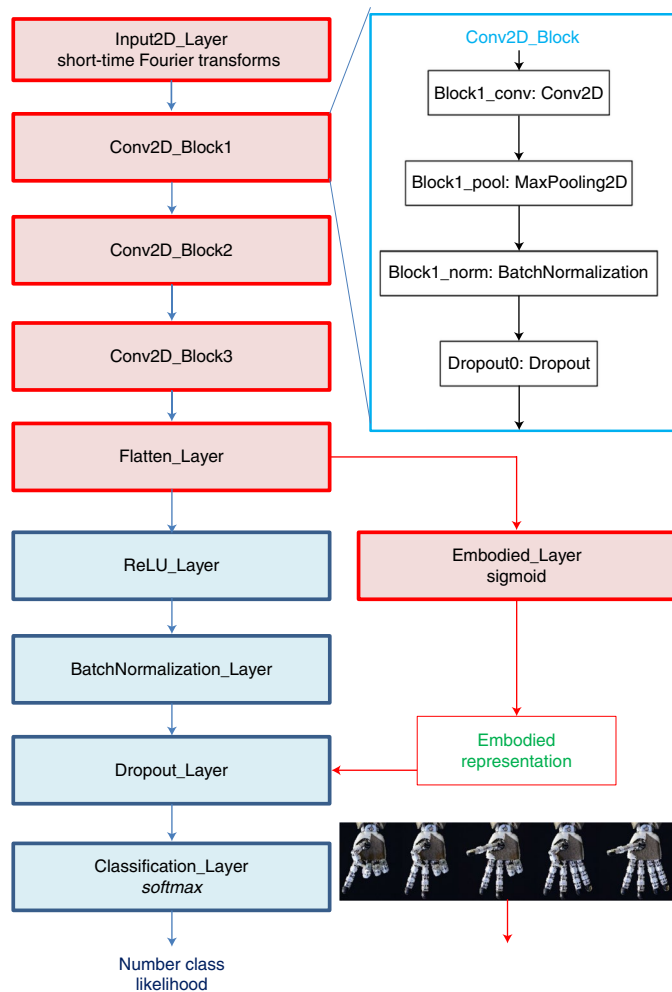 Input2D_Layer
short-time Fourier transforms
Conv2D_Block1
Conv2D_Block2
Conv2D_Block3
Flatten_Layer
ReLU_Layer
BatchNormalization_Layer
Dropout_Layer
Classification_Layer
softmax
Number class
likelihood
Conv2D_Block
Block1_conv: Conv2D
Block1_pool: MaxPooling2D
Block1_norm: BatchNormalization
Dropout0: Dropout
Embodied_Layer
sigmoid
Embodied
representation